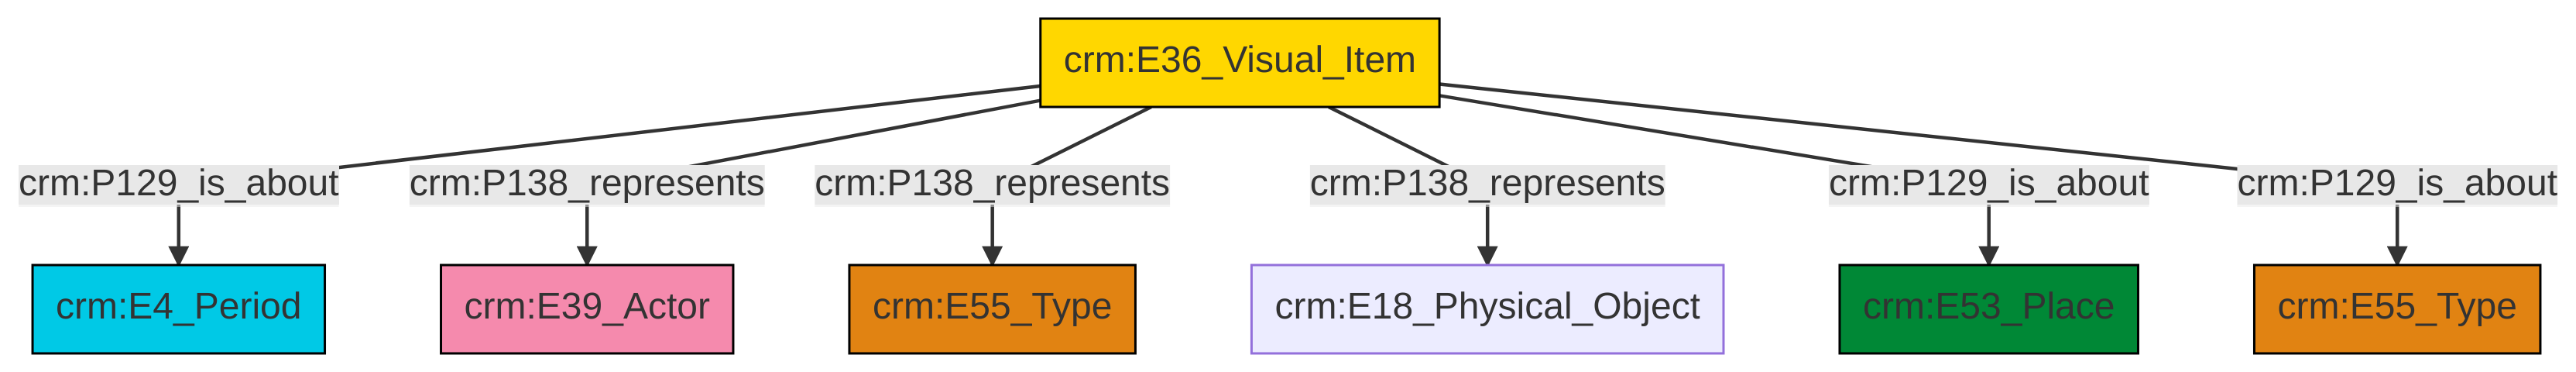 crm:E36_Visual_Item
crm:P129_is_about
crm:P138_represents
crm:P138_represents
crm:P138_represents
crm:P129_is_about
crm:P129_is_about
crm:E4_Period
crm:E39_Actor
crm:E55_Type
crm:E18_Physical_Object
crm:E53_Place
crm:E55_Type